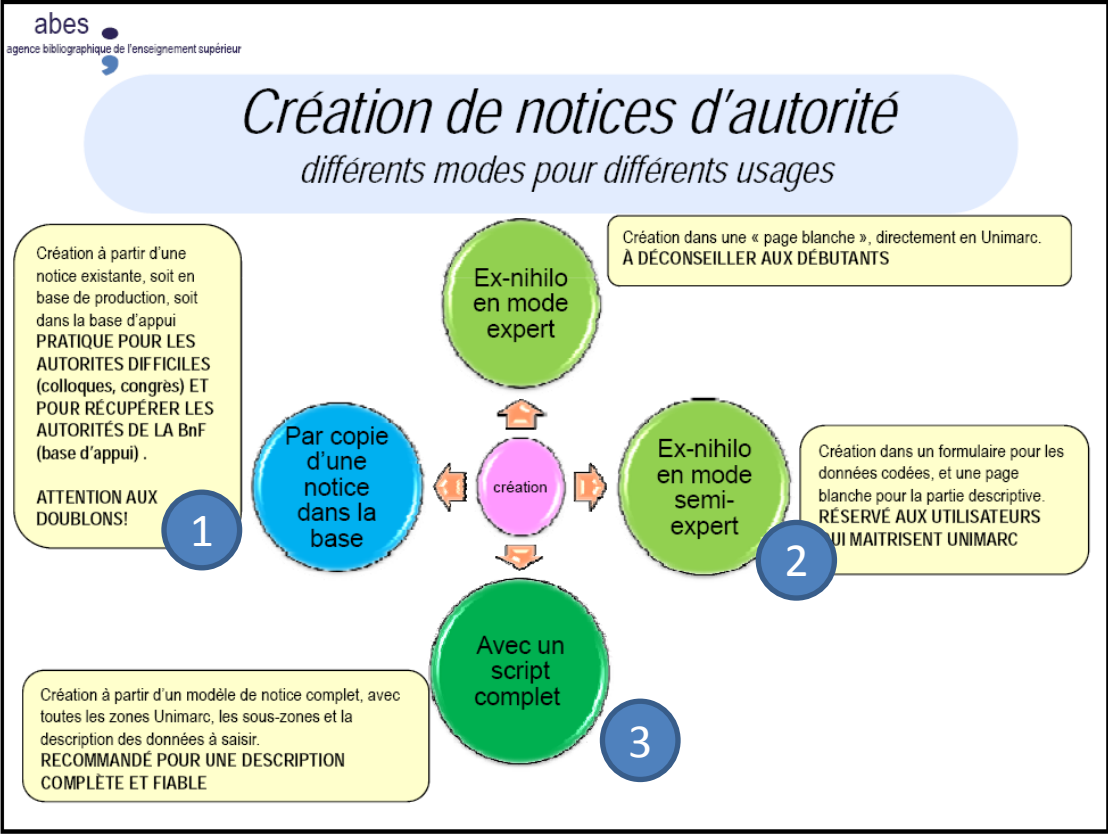 abes
agence bibliographique de l'enseignement supérieur
Création de notices d'autorité
différents modes pour différents usages
Création à partir d'une
notice existante, soit en
base de production, soit
dans la base d'appui
PRATIQUE POUR LES
AUTORITES DIFFICILES
(colloques, congrès) ET
POUR RÉCUPÉRER LES
AUTORITÉS DE LA BnF
(base d'appui) .
ATTENTION AUX
DOUBLONS!
1
Ex-nihilo
en mode
expert
Création dans une « page blanche », directement en Unimarc.
À DÉCONSEILLER AUX DÉBUTANTS
Par copie
d'une
notice
dans la
base
création
Ex-nihilo
en mode
semi-
expert
2
Création dans un formulaire pour les
données codées, et une page
blanche pour la partie descriptive.
RÉSERVÉ AUX UTILISATEURS
UI MAITRISENT UNIMARC
Avec un
script
complet
3
Création à partir d'un modèle de notice complet, avec
toutes les zones Unimarc, les sous-zones et la
description des données à saisir.
RECOMMANDÉ POUR UNE DESCRIPTION
COMPLÈTE ET FIABLE